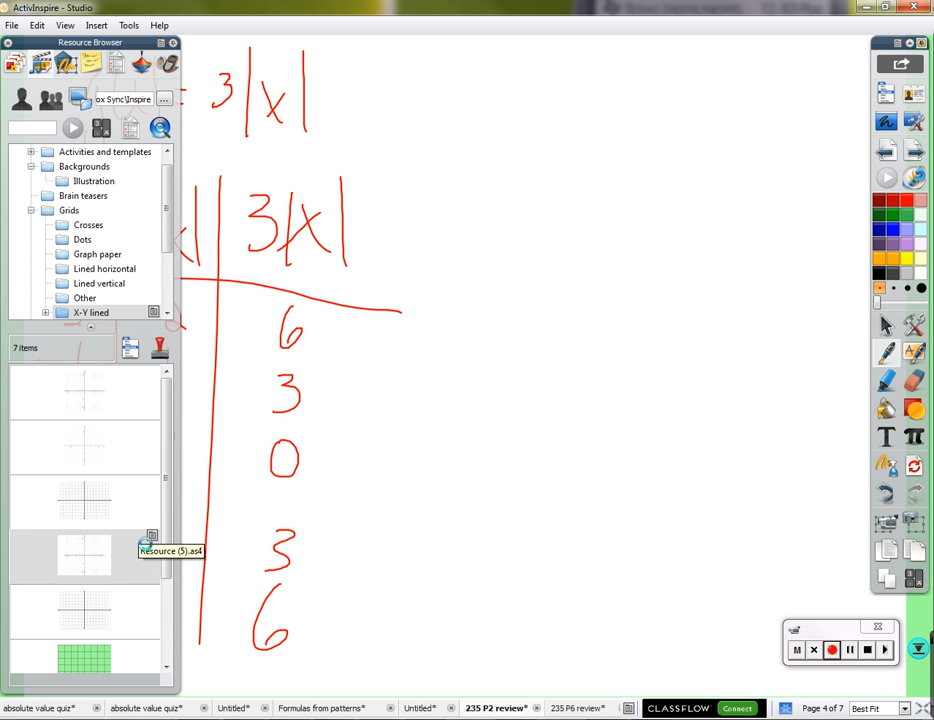 ActivInspire - Studio
File Edit View Insert Tools Help
Resource Browser
ox Sync\Inspire ...
Activities and templates
Backgrounds
Illustration
Brain teasers
Grids
Crosses
Dots
Graph paper
Lined horizontal
Lined vertical
Other
X-Y lined
7 items
Resource (5).as4
= 3|x|
x| 3|x|
2 6
3
0
3
6
M
absolute value quiz* absolute value quiz* Untitled* Formulas from patterns* Untitled* 235 P2 review* 235 P6 review* CLASSFLOW Connect Page 4 of 7 Best Fit